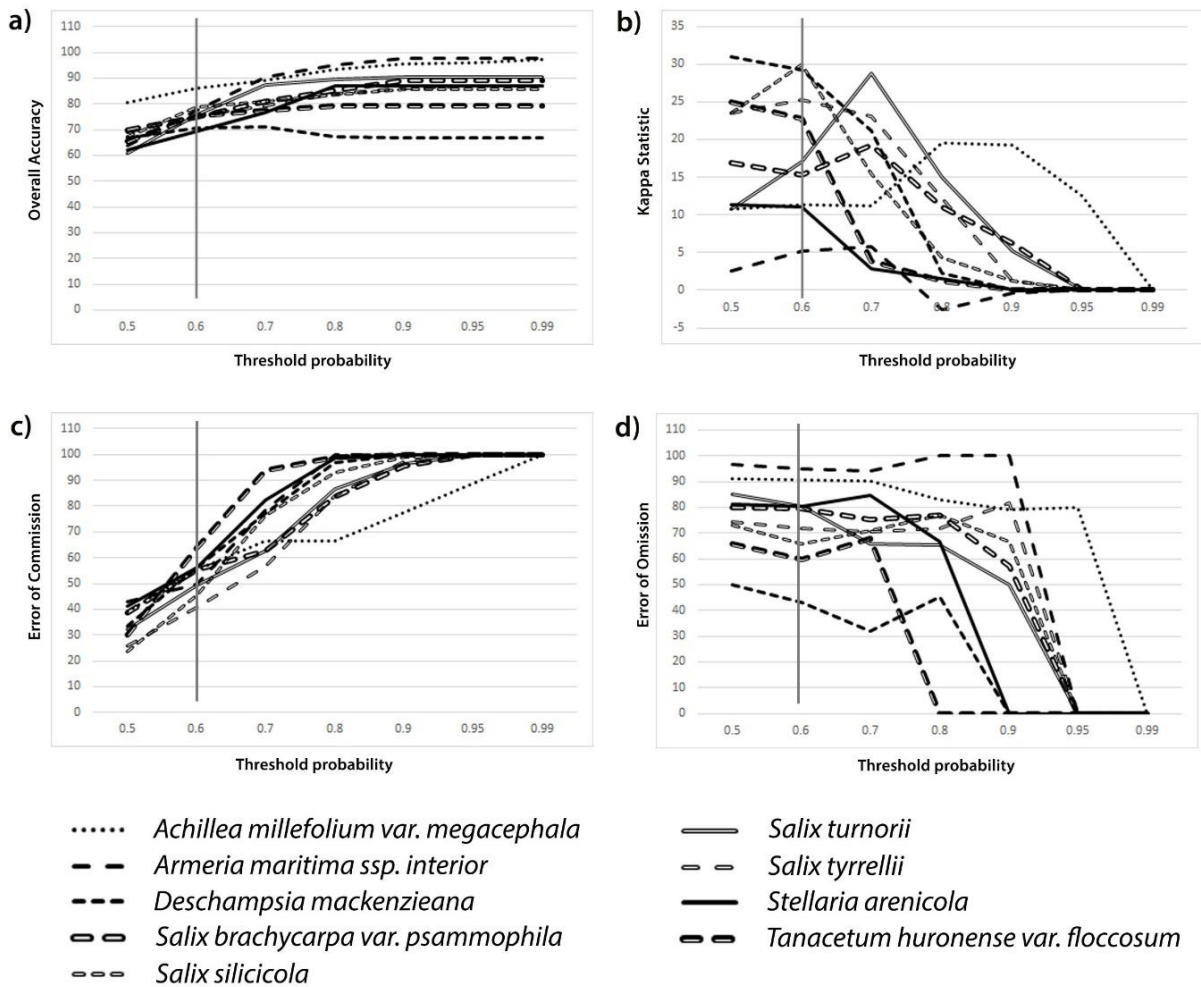 a)
110
100
90
80
70
60
50
40
30
20
10
0
Overall Accuracy
0.5 0.6 0.7 0.8 0.9 0.95 0.99
Threshold probability
b)
35
30
25
20
15
10
5
0
-5
Kappa Statistic
0.5 0.6 0.7 0.8 0.9 0.95 0.99
Threshold probability
c)
110
100
90
80
70
60
50
40
30
20
10
0
Error of Commission
0.5 0.6 0.7 0.8 0.9 0.95 0.99
Threshold probability
d)
110
100
90
80
70
60
50
40
30
20
10
0
Error of Omission
0.5 0.6 0.7 0.8 0.9 0.95 0.99
Threshold probability
Achillea millefolium var. megacephala
Armeria maritima ssp. interior
Deschampsia mackenzieana
Salix brachycarpa var. psammophila
Salix silicicola
Salix turnorii
Salix tyrrellii
Stellaria arenicola
Tanacetum huronense var. floccosum